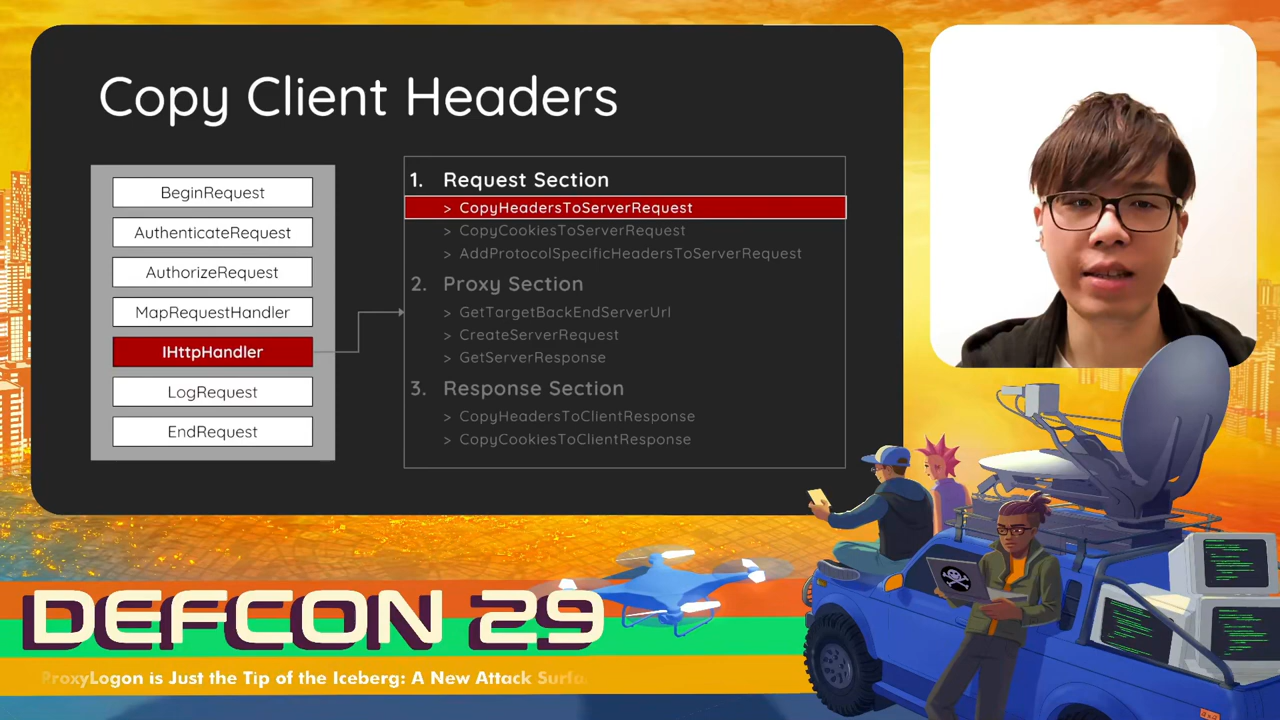 Copy Client Headers
BeginRequest
AuthenticateRequest
AuthorizeRequest
MapRequestHandler
IHttpHandler
LogRequest
EndRequest
1. Request Section
> CopyHeadersToServerRequest
> CopyCookiesToServerRequest
> AddProtocolSpecificHeadersToServerRequest
2. Proxy Section
> GetTargetBackEndServerUrl
> CreateServerRequest
> GetServerResponse
3. Response Section
> CopyHeadersToClientResponse
> CopyCookiesToClientResponse
DEFCON 29
ProxyLogon is Just the Tip of the Iceberg: A New Attack Surfa